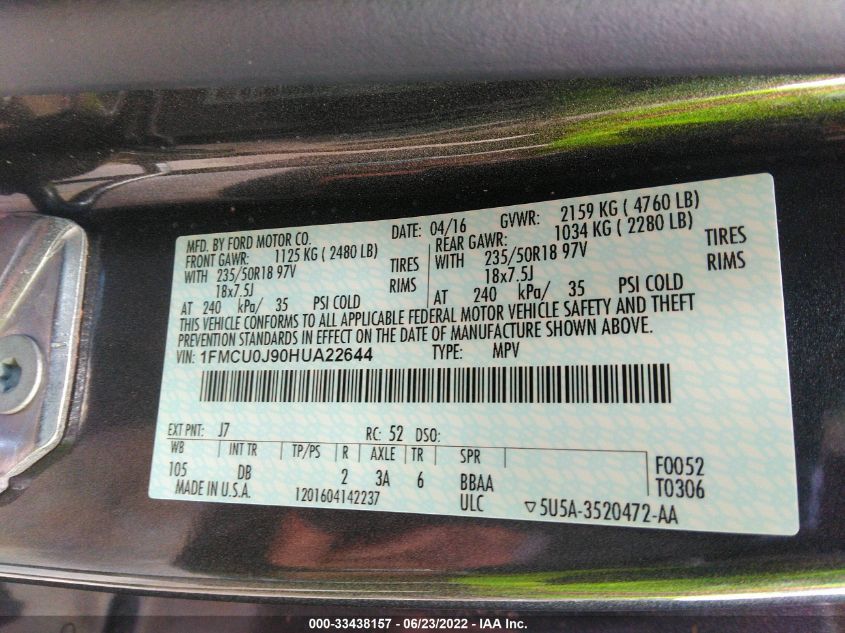 MFD. BY FORD MOTOR CO. DATE: 04/16 GVWR: 2159 KG ( 4760 LB)
FRONT GAWR: 1125 KG ( 2480 LB) REAR GAWR: 1034 KG ( 2280 LB)
WITH 235/50R18 97V TIRES WITH 235/50R18 97V TIRES
18x7.5J RIMS 18x7.5J RIMS
AT 240 kPa/ 35 PSI COLD AT 240 kPa/ 35 PSI COLD
THIS VEHICLE CONFORMS TO ALL APPLICABLE FEDERAL MOTOR VEHICLE SAFETY AND THEFT
PREVENTION STANDARDS IN EFFECT ON THE DATE OF MANUFACTURE SHOWN ABOVE.
VIN: 1FMCU0J90HUA22644 TYPE: MPV
EXT PNT: J7 RC: 52 DSO:
WB INT TR TP/PS R AXLE TR SPR
105 DB 2 3A 6 BBAA F0052
MADE IN U.S.A. 1201604142237 ULC T0306
▽5U5A-3520472-AA
000-33438157 - 06/23/2022 - IAA Inc.